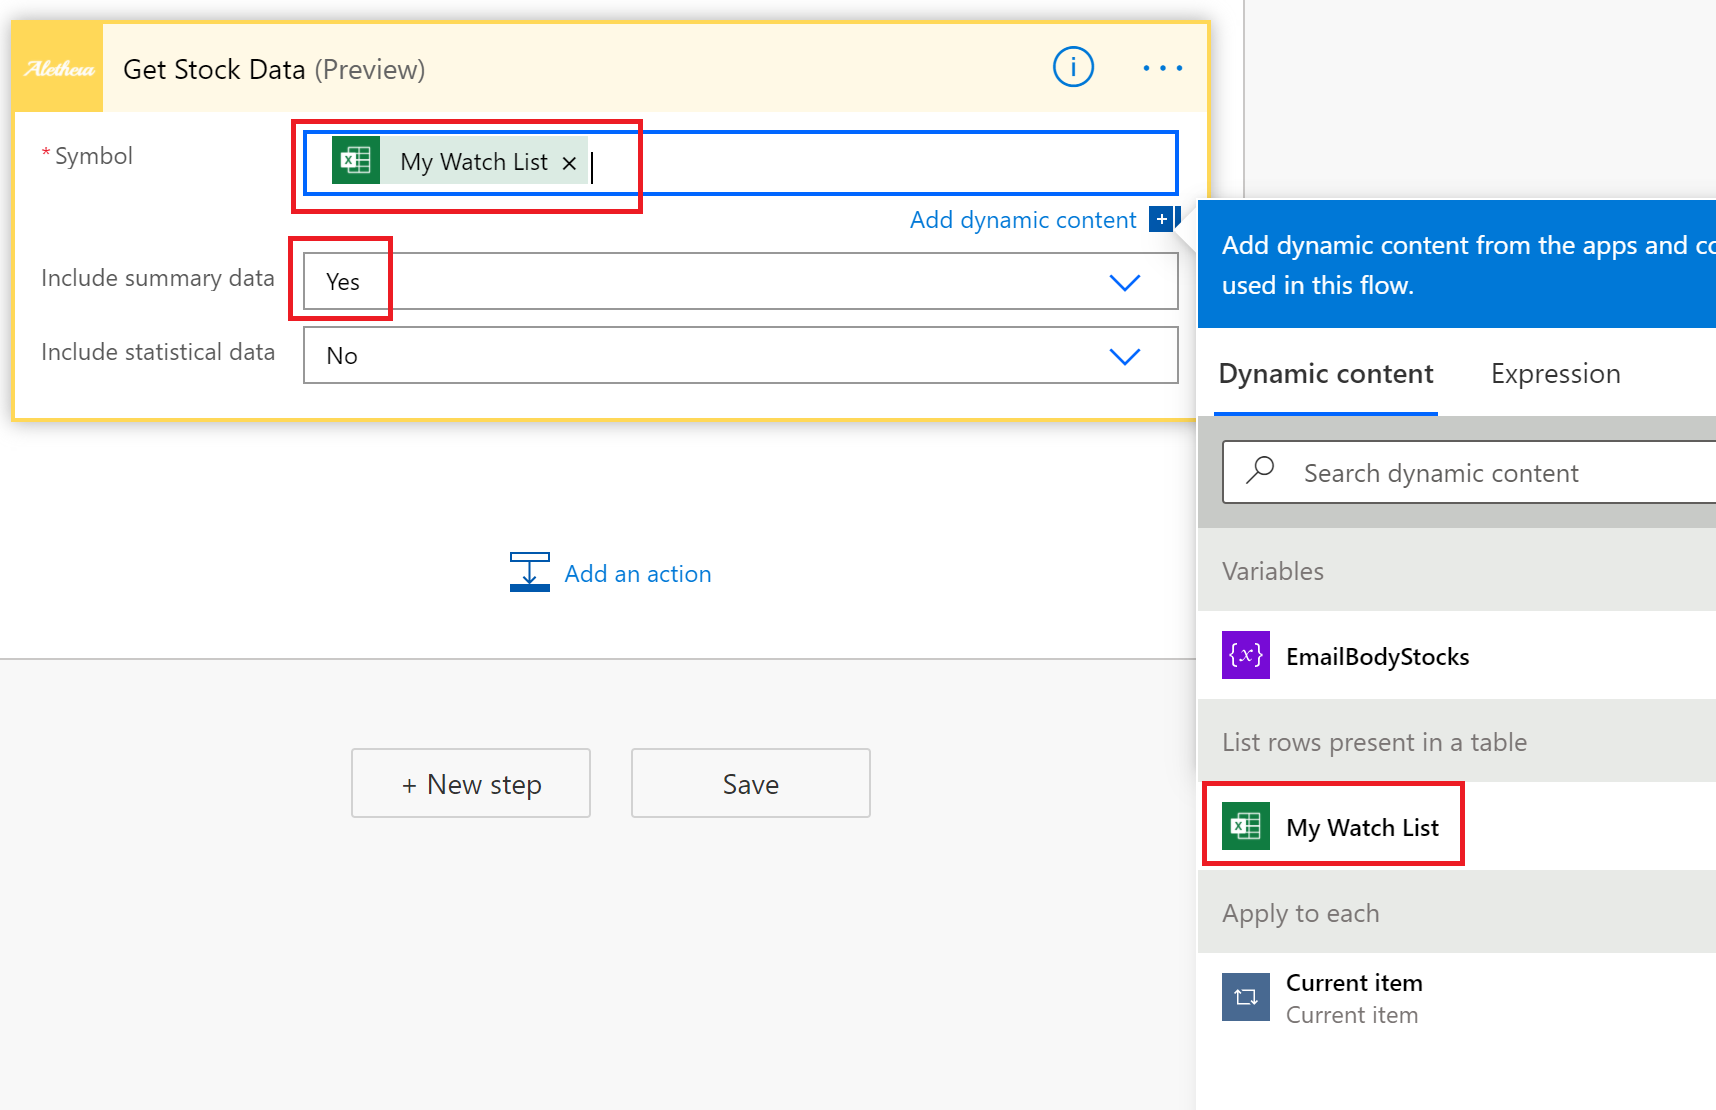 Aletheia
Get Stock Data (Preview)
i
* Symbol
My Watch List ×
Add dynamic content +
Include summary data
Yes
Include statistical data
No
Add an action
+ New step
Save
Add dynamic content from the apps and co
used in this flow.
Dynamic content
Expression
Search dynamic content
Variables
{x} EmailBodyStocks
List rows present in a table
My Watch List
Apply to each
Current item
Current item